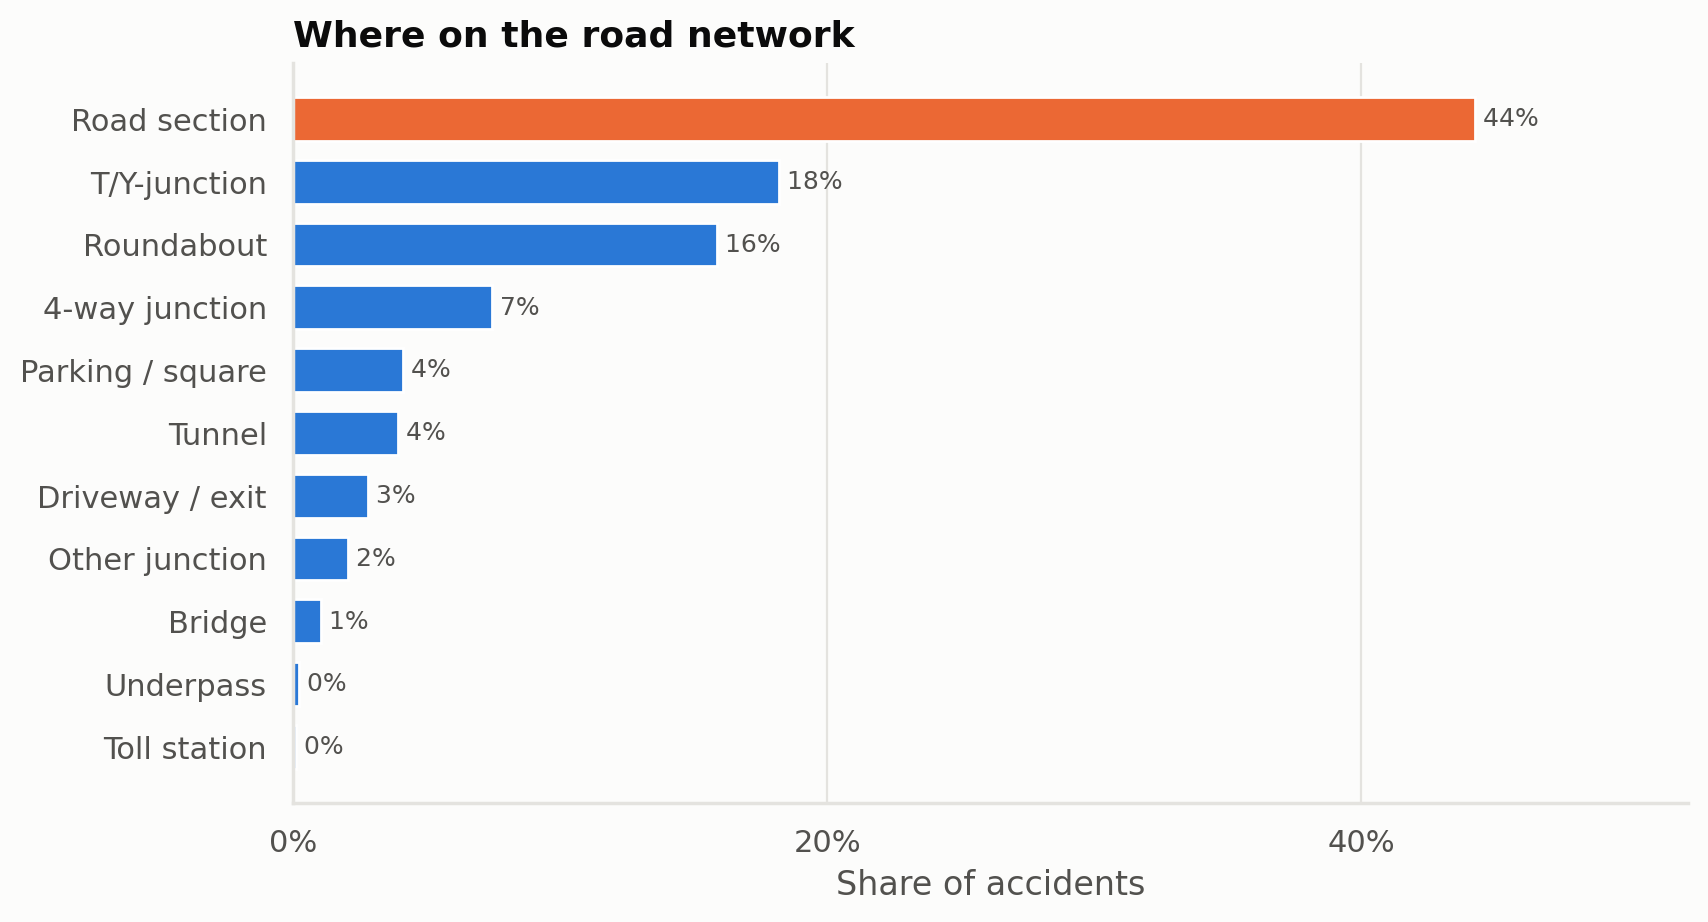 Where on the road network
Road section 44%
T/Y-junction 18%
Roundabout 16%
4-way junction 7%
Parking / square 4%
Tunnel 4%
Driveway / exit 3%
Other junction 2%
Bridge 1%
Underpass 0%
Toll station 0%
0% 20% 40%
Share of accidents